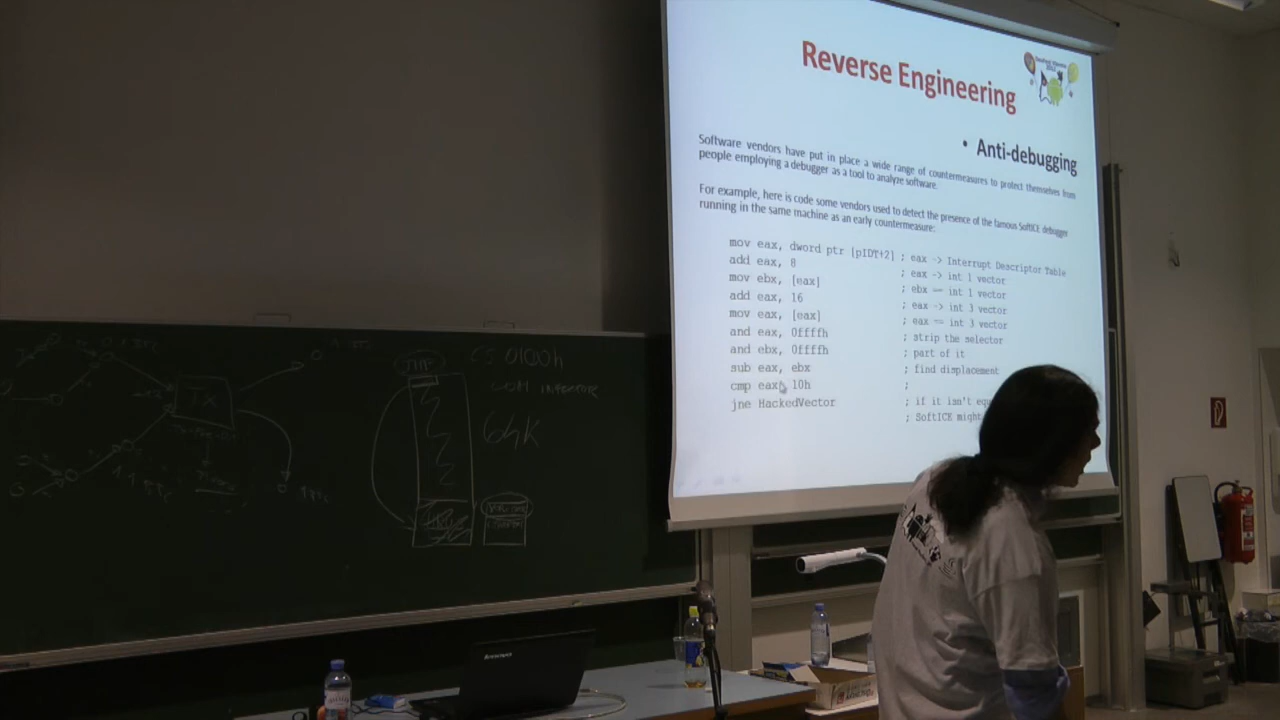 Reverse Engineering
• Anti-debugging
Software vendors have put in place a wide range of countermeasures to protect themselves from
people employing a debugger as a tool to analyze software.
For example, here is code some vendors used to detect the presence of the famous SoftICE debugger
running in the same machine as an early countermeasure:
mov eax, dword ptr [pIDT+2] ; eax -> Interrupt Descriptor Table
add eax, 8 ; eax -> int 1 vector
mov ebx, [eax] ; ebx == int 1 vector
add eax, 16 ; eax -> int 3 vector
mov eax, [eax] ; eax == int 3 vector
and eax, 0ffffh ; strip the selector
and ebx, 0ffffh ; part of it
sub eax, ebx ; find displacement
cmp eax, 10h ;
jne HackedVector ; if it isn't
; SoftICE might
JMP
CS:0100h
COM
64K
TX
lenovo